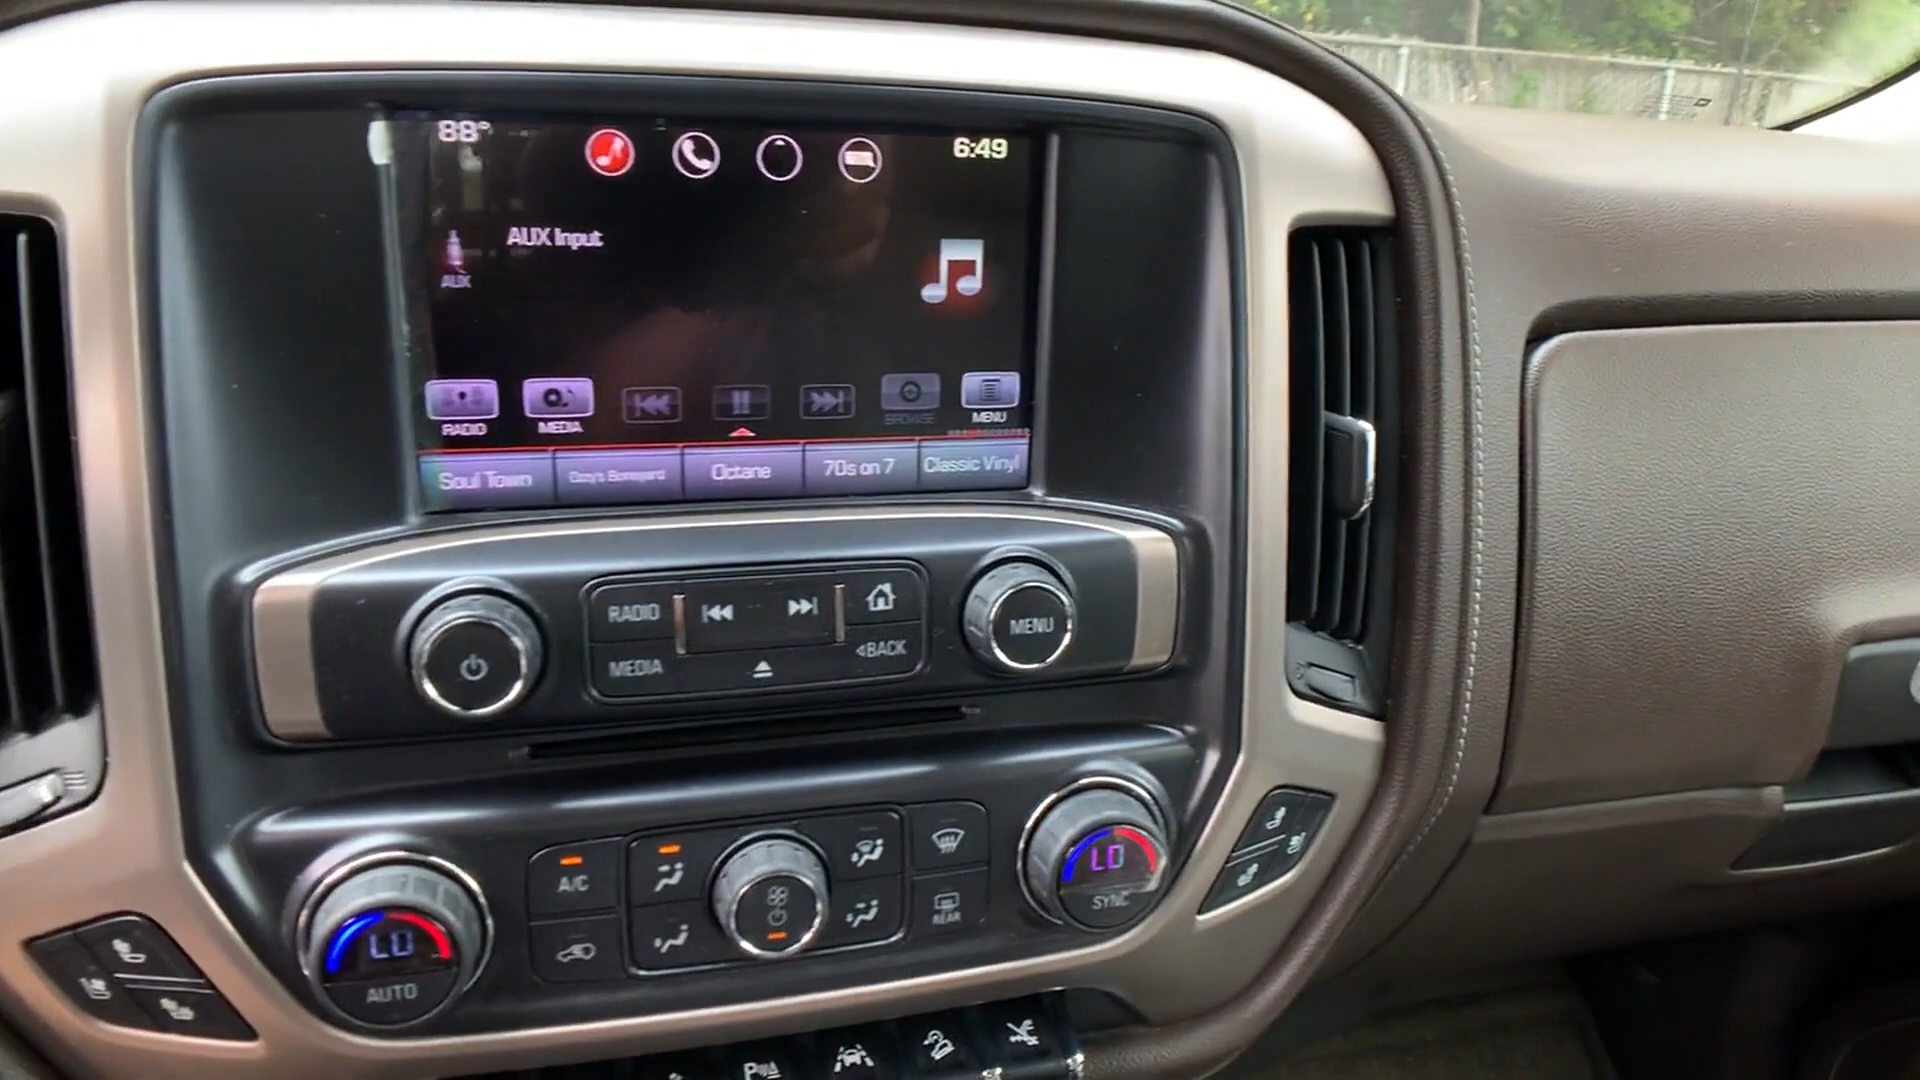 88°
6:49
AUX Input
AUX
RADIO
MEDIA
BROWSE
MENU
Soul Town
Ozzy's Boneyard
Octane
70s on 7
Classic Vinyl
RADIO
MEDIA
◃BACK
MENU
A/C
REAR
LO
AUTO
LO
SYNC
P